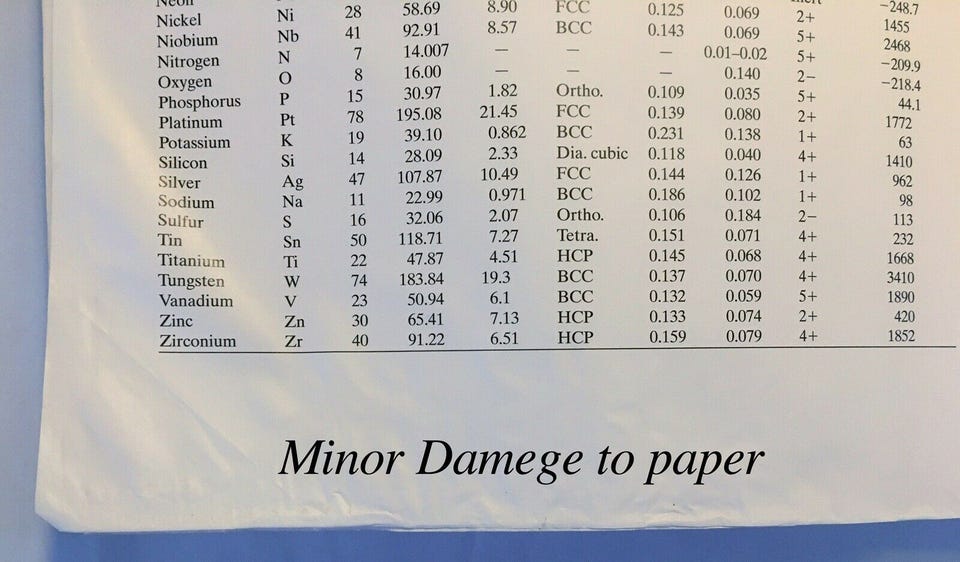 Neon Inert −248.7
Nickel Ni 28 58.69 8.90 FCC 0.125 0.069 2+ 1455
Niobium Nb 41 92.91 8.57 BCC 0.143 0.069 5+ 2468
Nitrogen N 7 14.007 — — — 0.01–0.02 5+ −209.9
Oxygen O 8 16.00 — — — 0.140 2− −218.4
Phosphorus P 15 30.97 1.82 Ortho. 0.109 0.035 5+ 44.1
Platinum Pt 78 195.08 21.45 FCC 0.139 0.080 2+ 1772
Potassium K 19 39.10 0.862 BCC 0.231 0.138 1+ 63
Silicon Si 14 28.09 2.33 Dia. cubic 0.118 0.040 4+ 1410
Silver Ag 47 107.87 10.49 FCC 0.144 0.126 1+ 962
Sodium Na 11 22.99 0.971 BCC 0.186 0.102 1+ 98
Sulfur S 16 32.06 2.07 Ortho. 0.106 0.184 2− 113
Tin Sn 50 118.71 7.27 Tetra. 0.151 0.071 4+ 232
Titanium Ti 22 47.87 4.51 HCP 0.145 0.068 4+ 1668
Tungsten W 74 183.84 19.3 BCC 0.137 0.070 4+ 3410
Vanadium V 23 50.94 6.1 BCC 0.132 0.059 5+ 1890
Zinc Zn 30 65.41 7.13 HCP 0.133 0.074 2+ 420
Zirconium Zr 40 91.22 6.51 HCP 0.159 0.079 4+ 1852
Minor Damege to paper